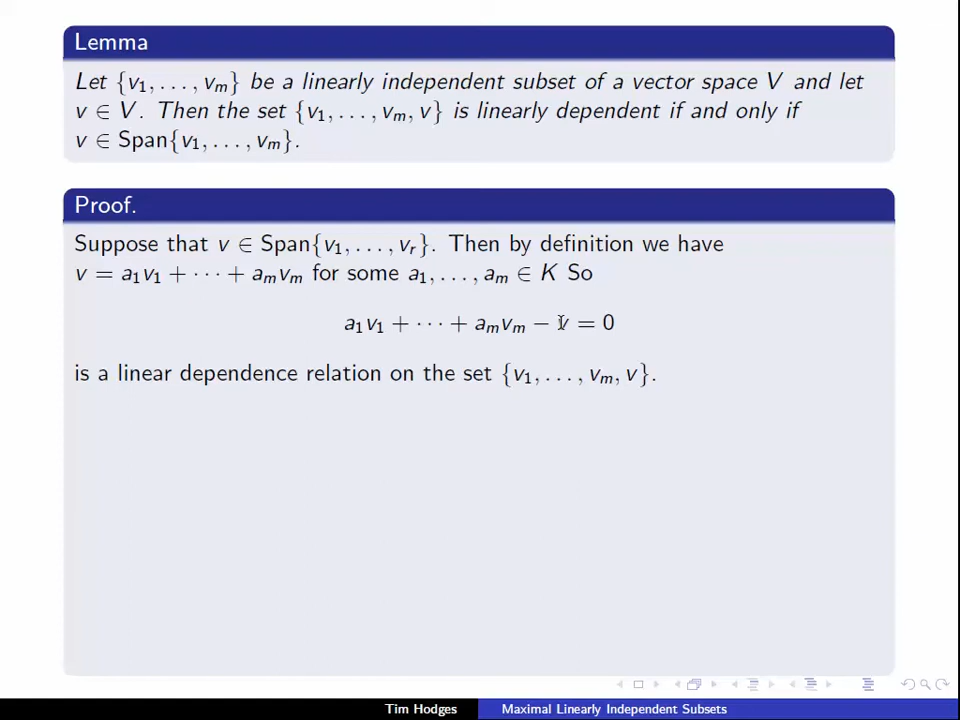 Lemma
Let {v₁, . . . , vₘ} be a linearly independent subset of a vector space V and let
v ∈ V. Then the set {v₁, . . . , vₘ, v} is linearly dependent if and only if
v ∈ Span{v₁, . . . , vₘ}.
Proof.
Suppose that v ∈ Span{v₁, . . . , vᵣ}. Then by definition we have
v = a₁v₁ + · · · + aₘvₘ for some a₁, . . . , aₘ ∈ K So
a₁v₁ + · · · + aₘvₘ − v = 0
is a linear dependence relation on the set {v₁, . . . , vₘ, v}.
Tim Hodges
Maximal Linearly Independent Subsets